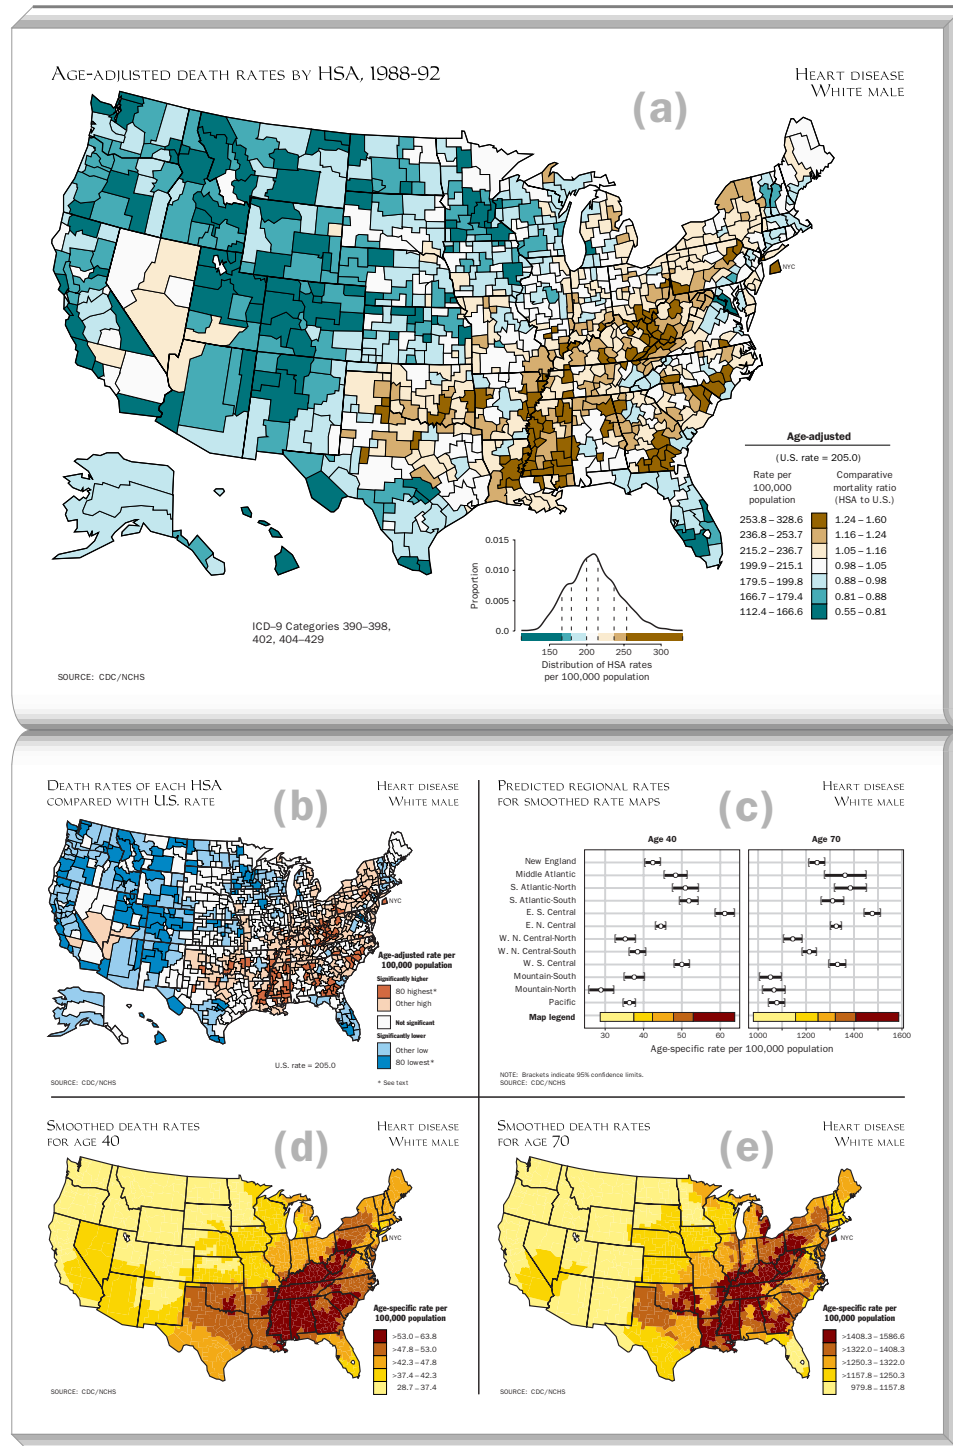 AGE-ADJUSTED DEATH RATES BY HSA, 1988-92
HEART DISEASE
WHITE MALE
(a)
NYC
Age-adjusted
(U.S. rate = 205.0)
Rate per
100,000
population
Comparative
mortality ratio
(HSA to U.S.)
253.8 – 328.6 1.24 – 1.60
236.8 – 253.7 1.16 – 1.24
215.2 – 236.7 1.05 – 1.16
199.9 – 215.1 0.98 – 1.05
179.5 – 199.8 0.88 – 0.98
166.7 – 179.4 0.81 – 0.88
112.4 – 166.6 0.55 – 0.81
Proportion
0.015
0.010
0.005
0.0
150 200 250 300
Distribution of HSA rates
per 100,000 population
ICD–9 Categories 390–398,
402, 404–429
SOURCE: CDC/NCHS
DEATH RATES OF EACH HSA
COMPARED WITH U.S. RATE
HEART DISEASE
WHITE MALE
(b)
NYC
Age-adjusted rate per
100,000 population
Significantly higher
80 highest*
Other high
Not significant
Significantly lower
Other low
80 lowest*
U.S. rate = 205.0
SOURCE: CDC/NCHS
* See text
PREDICTED REGIONAL RATES
FOR SMOOTHED RATE MAPS
HEART DISEASE
WHITE MALE
(c)
Age 40 Age 70
New England
Middle Atlantic
S. Atlantic-North
S. Atlantic-South
E. S. Central
E. N. Central
W. N. Central-North
W. N. Central-South
W. S. Central
Mountain-South
Mountain-North
Pacific
Map legend
30 40 50 60 1000 1200 1400 1600
Age-specific rate per 100,000 population
NOTE: Brackets indicate 95% confidence limits.
SOURCE: CDC/NCHS
SMOOTHED DEATH RATES
FOR AGE 40
HEART DISEASE
WHITE MALE
(d)
NYC
Age-specific rate per
100,000 population
>53.0 – 63.8
>47.8 – 53.0
>42.3 – 47.8
>37.4 – 42.3
28.7 – 37.4
SOURCE: CDC/NCHS
SMOOTHED DEATH RATES
FOR AGE 70
HEART DISEASE
WHITE MALE
(e)
NYC
Age-specific rate per
100,000 population
>1408.3 – 1586.6
>1322.0 – 1408.3
>1250.3 – 1322.0
>1157.8 – 1250.3
979.8 – 1157.8
SOURCE: CDC/NCHS